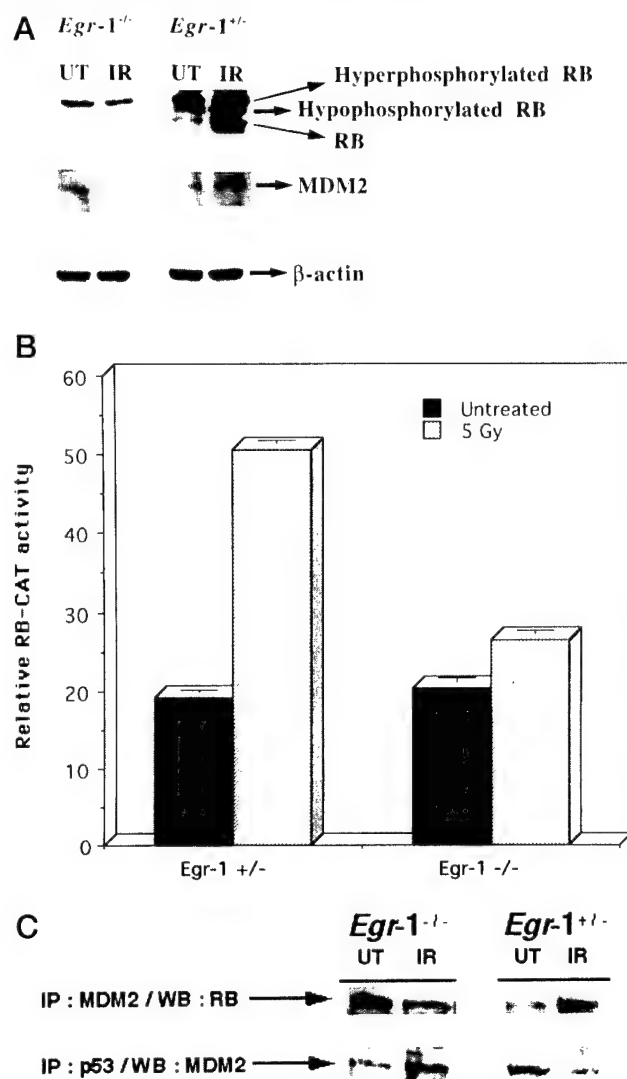 A
Egr-1-/- Egr-1+/-
UT IR UT IR
Hyperphosphorylated RB
Hypophosphorylated RB
RB
MDM2
β-actin
B
60
50
40
30
20
10
0
Relative RB-CAT activity
Untreated
5 Gy
Egr-1 +/- Egr-1 -/-
C
Egr-1-/- Egr-1+/-
UT IR UT IR
IP : MDM2 / WB : RB
IP : p53 / WB : MDM2